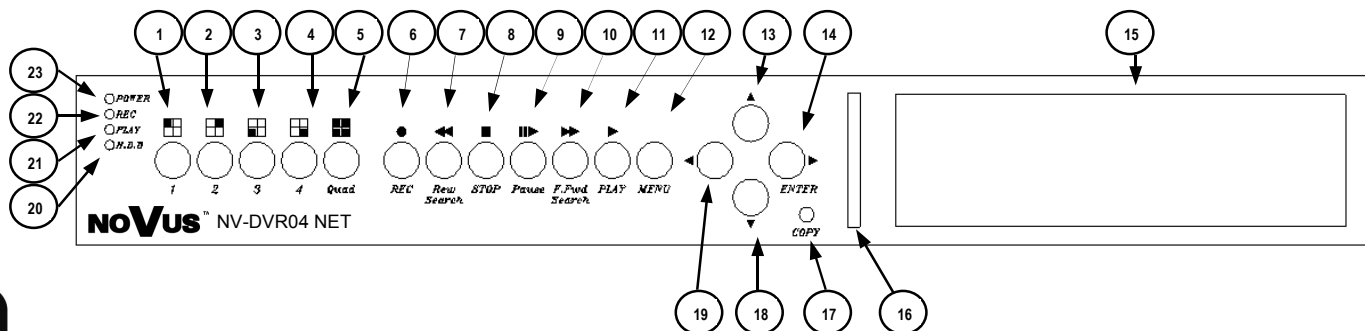 1 2 3 4 5 6 7 8 9 10 11 12 13 14 15
23
22
21
20
POWER
REC
PLAY
H.D.D
1 2 3 4 Quad REC Rew Search STOP Pause F.Fwd Search PLAY MENU ENTER
COPY
NOVUS™ NV-DVR04 NET
19 18 17 16